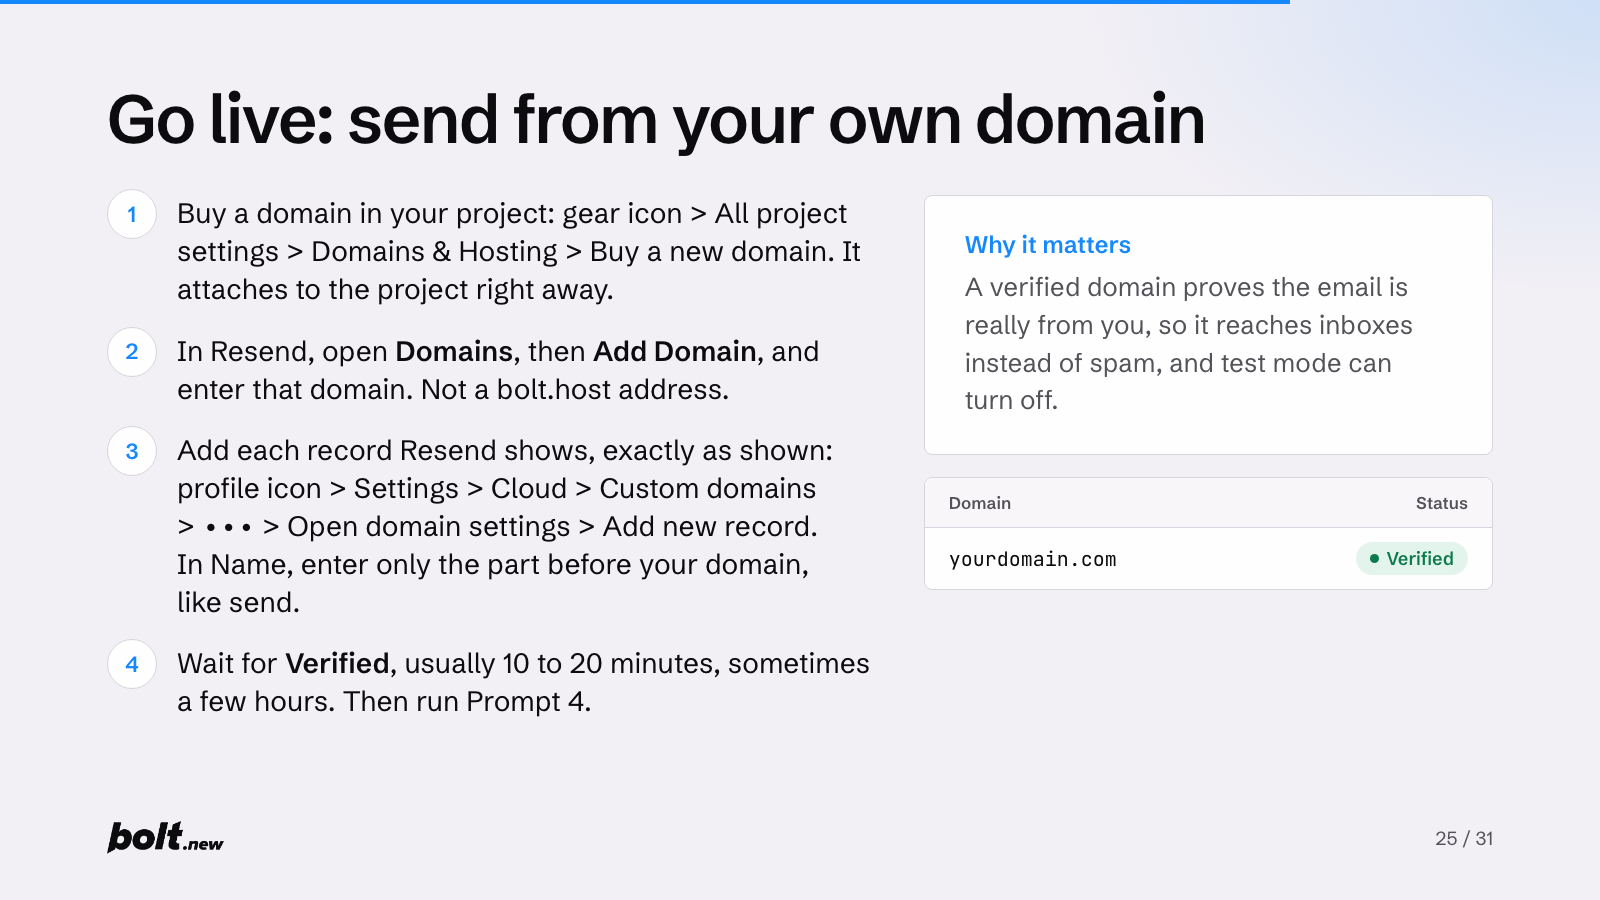 Go live: send from your own domain
1
Buy a domain in your project: gear icon > All project
settings > Domains & Hosting > Buy a new domain. It
attaches to the project right away.
2
In Resend, open Domains, then Add Domain, and
enter that domain. Not a bolt.host address.
3
Add each record Resend shows, exactly as shown:
profile icon > Settings > Cloud > Custom domains
> ••• > Open domain settings > Add new record.
In Name, enter only the part before your domain,
like send.
4
Wait for Verified, usually 10 to 20 minutes, sometimes
a few hours. Then run Prompt 4.
Why it matters
A verified domain proves the email is
really from you, so it reaches inboxes
instead of spam, and test mode can
turn off.
Domain Status
yourdomain.com Verified
bolt.new
25 / 31